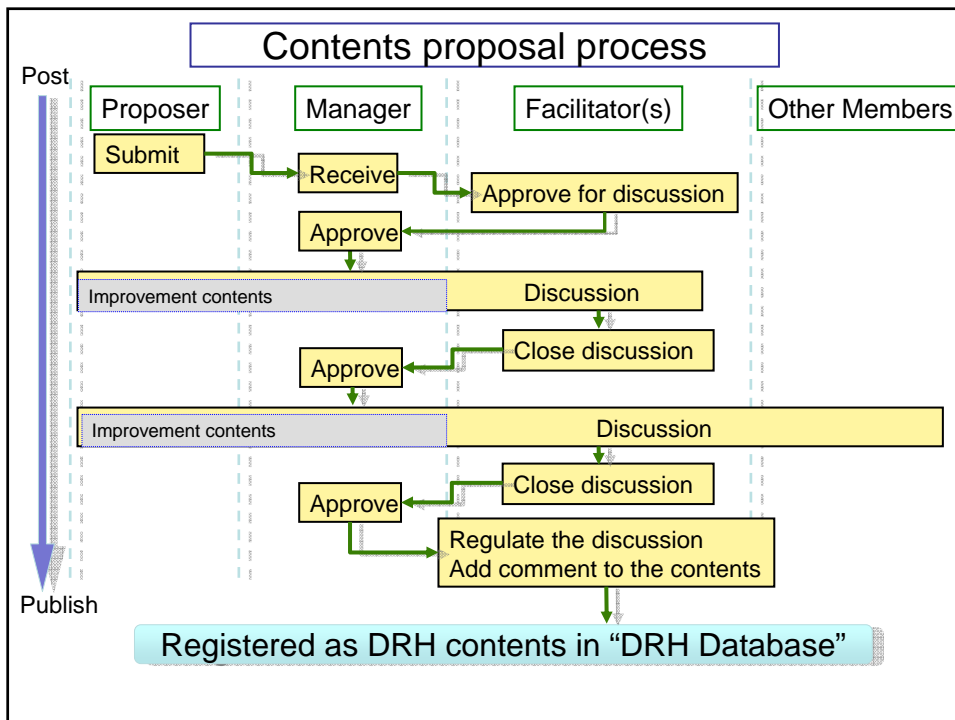 Contents proposal process
Post
Proposer
Manager
Facilitator(s)
Other Members
Submit
Receive
Approve for discussion
Approve
Improvement contents
Discussion
Close discussion
Approve
Improvement contents
Discussion
Close discussion
Approve
Regulate the discussion
Add comment to the contents
Publish
Registered as DRH contents in “DRH Database”